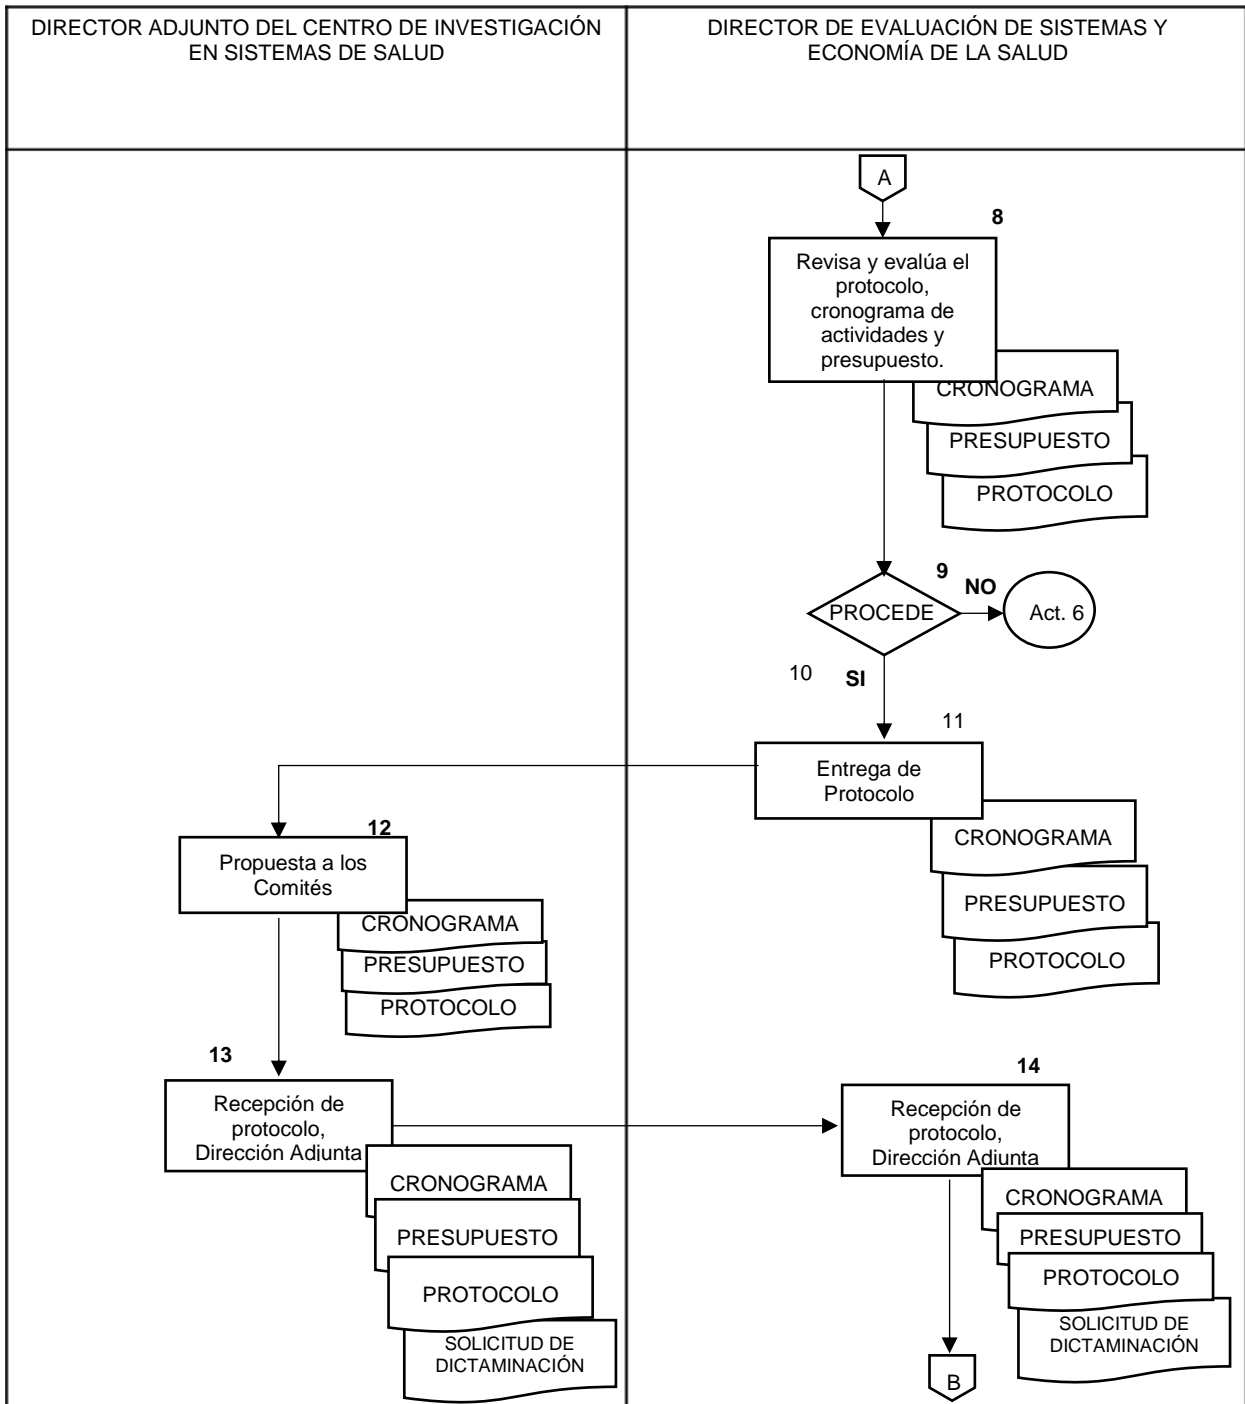 DIRECTOR ADJUNTO DEL CENTRO DE INVESTIGACIÓN
EN SISTEMAS DE SALUD
DIRECTOR DE EVALUACIÓN DE SISTEMAS Y
ECONOMÍA DE LA SALUD
A
8
Revisa y evalúa el
protocolo,
cronograma de
actividades y
presupuesto.
CRONOGRAMA
PRESUPUESTO
PROTOCOLO
9
PROCEDE
NO
Act. 6
10
SI
11
Entrega de
Protocolo
CRONOGRAMA
PRESUPUESTO
PROTOCOLO
12
Propuesta a los
Comités
CRONOGRAMA
PRESUPUESTO
PROTOCOLO
13
Recepción de
protocolo,
Dirección Adjunta
CRONOGRAMA
PRESUPUESTO
PROTOCOLO
SOLICITUD DE
DICTAMINACIÓN
14
Recepción de
protocolo,
Dirección Adjunta
CRONOGRAMA
PRESUPUESTO
PROTOCOLO
SOLICITUD DE
DICTAMINACIÓN
B